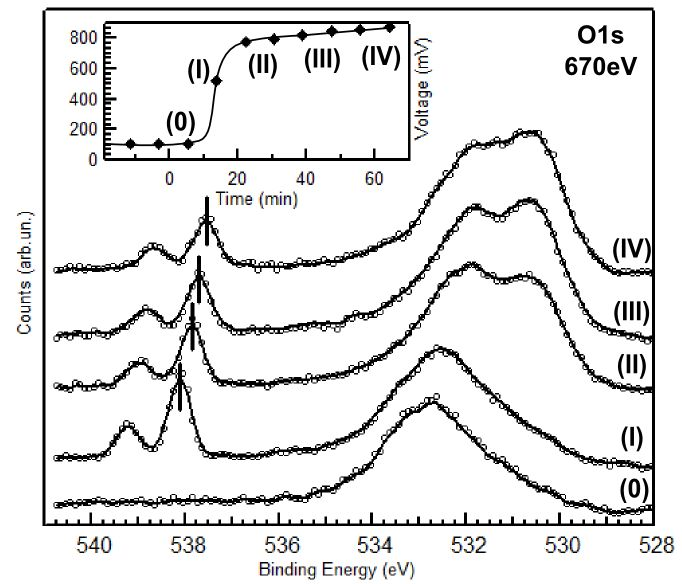 O1s
670eV
800
600
400
200
0
(0)
(I)
(II)
(III)
(IV)
Voltage (mV)
0
20
40
60
Time (min)
Counts (arb.un.)
(IV)
(III)
(II)
(I)
(0)
540
538
536
534
532
530
528
Binding Energy (eV)